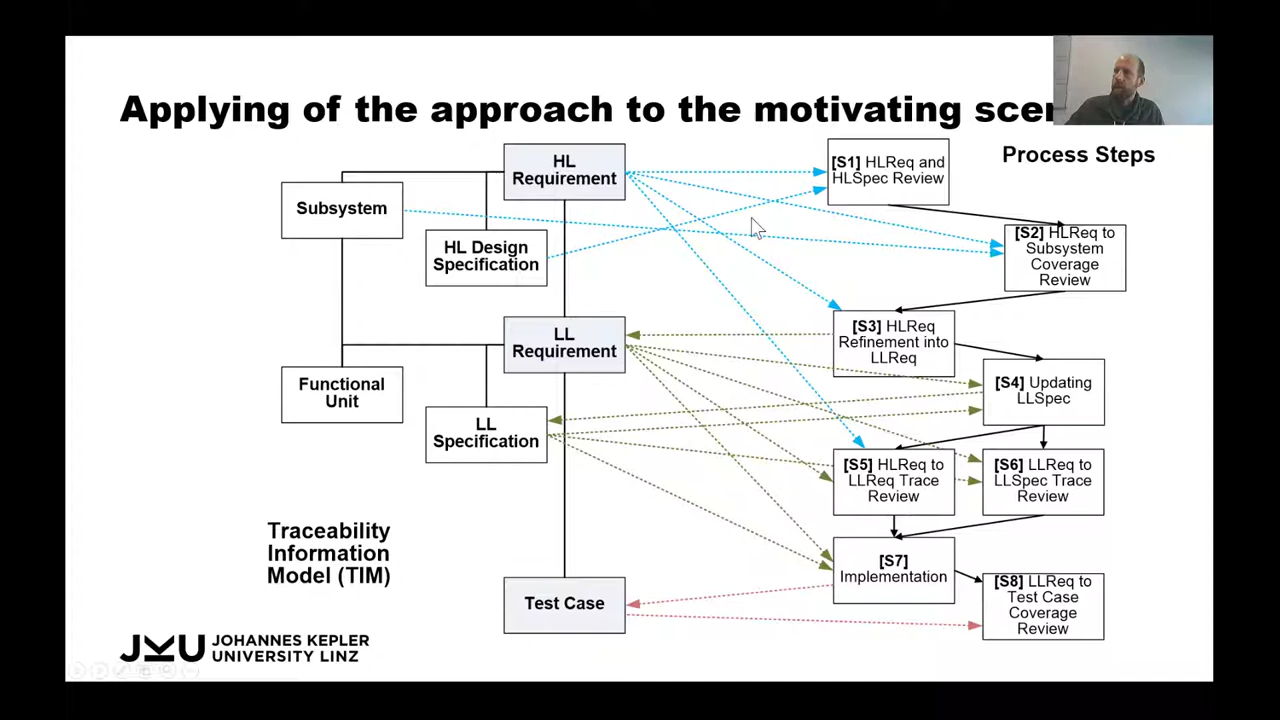 Applying of the approach to the motivating scen
Process Steps
HL
Requirement
[S1] HLReq and
HLSpec Review
Subsystem
HL Design
Specification
[S2] HLReq to
Subsystem
Coverage
Review
LL
Requirement
[S3] HLReq
Refinement into
LLReq
Functional
Unit
[S4] Updating
LLSpec
LL
Specification
[S5] HLReq to
LLReq Trace
Review
[S6] LLReq to
LLSpec Trace
Review
Traceability
Information
Model (TIM)
[S7]
Implementation
Test Case
[S8] LLReq to
Test Case
Coverage
Review
JKU JOHANNES KEPLER
UNIVERSITY LINZ